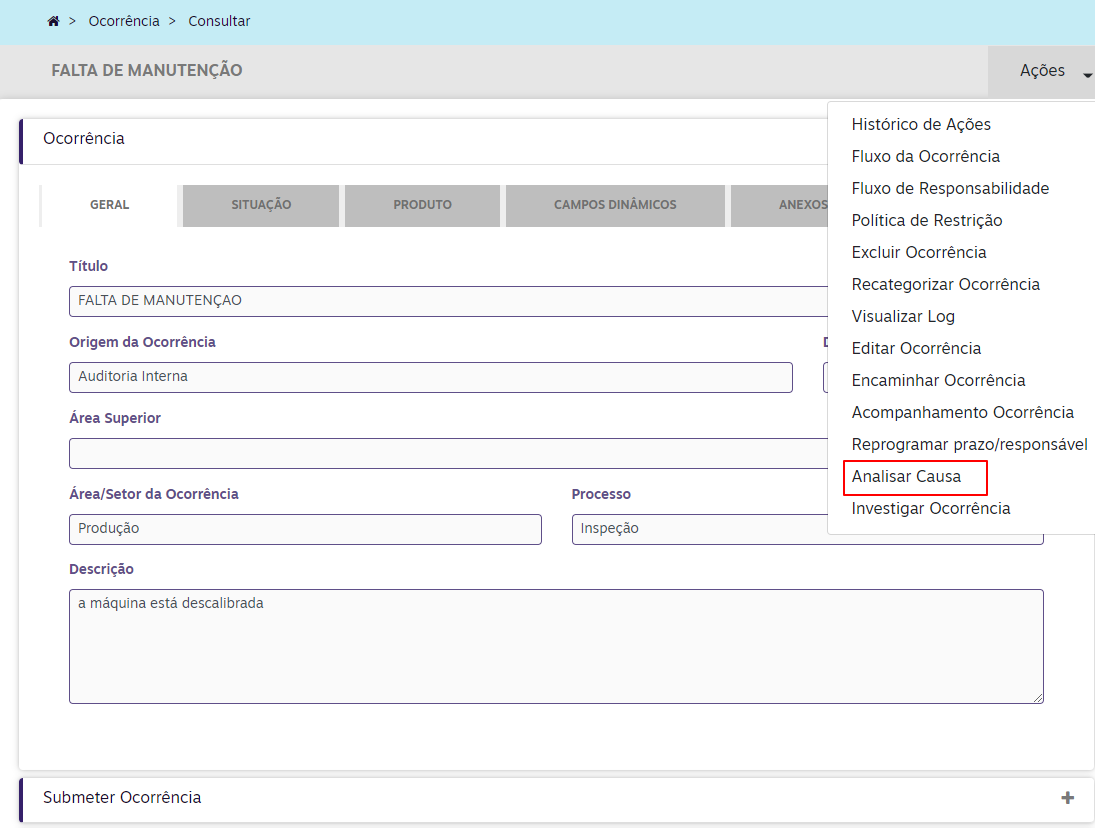 > Ocorrência > Consultar
FALTA DE MANUTENÇÃO
Ações
Histórico de Ações
Fluxo da Ocorrência
Fluxo de Responsabilidade
Política de Restrição
Excluir Ocorrência
Recategorizar Ocorrência
Visualizar Log
Editar Ocorrência
Encaminhar Ocorrência
Acompanhamento Ocorrência
Reprogramar prazo/responsável
Analisar Causa
Investigar Ocorrência
Ocorrência
GERAL SITUAÇÃO PRODUTO CAMPOS DINÂMICOS ANEXOS
Título
FALTA DE MANUTENÇAO
Origem da Ocorrência
Auditoria Interna
Área Superior
Área/Setor da Ocorrência Processo
Produção Inspeção
Descrição
a máquina está descalibrada
Submeter Ocorrência +